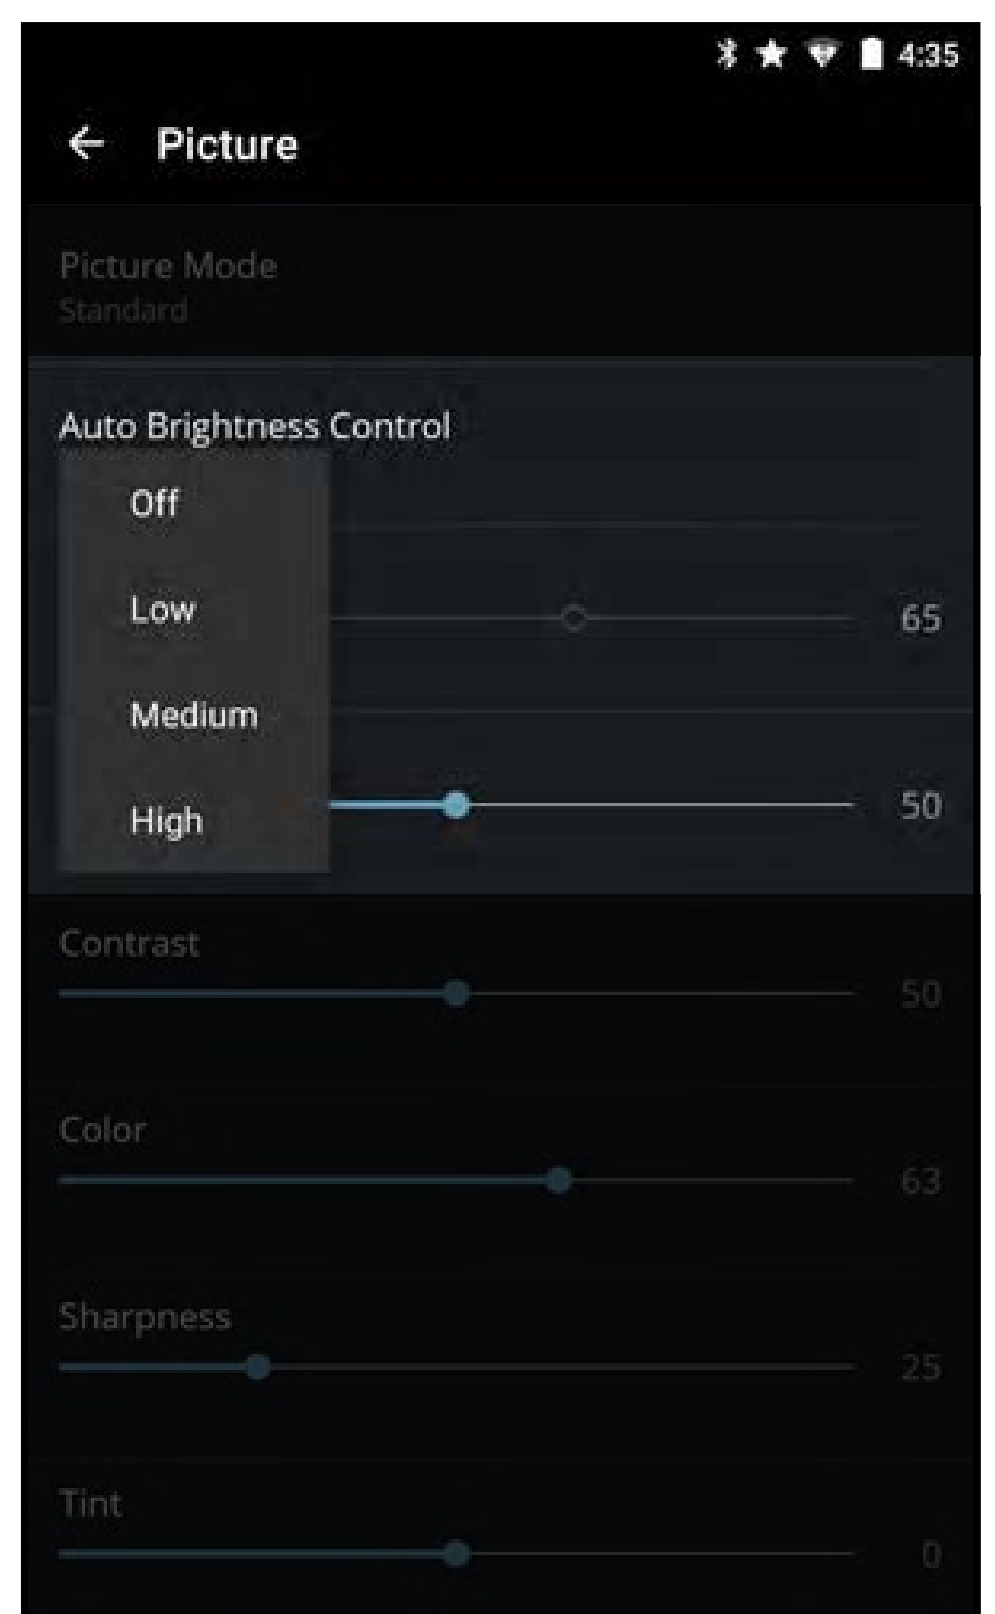 4:35
Picture
Picture Mode
Standard
Auto Brightness Control
Off
Low
65
Medium
High
50
Contrast
50
Color
63
Sharpness
25
Tint
0